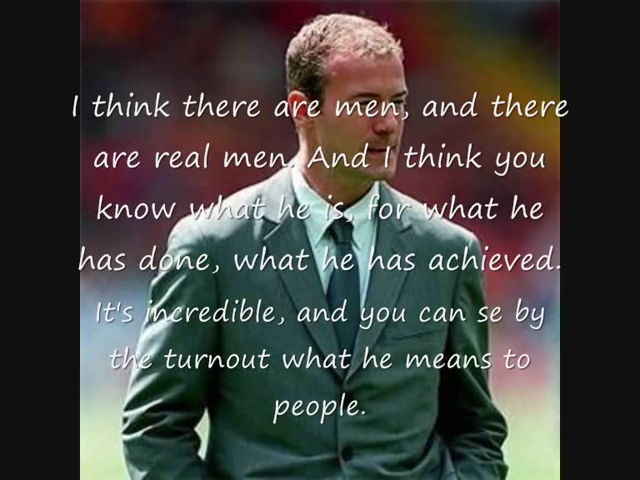 I think there are men, and there
are real men. And I think you
know what he is, for what he
has done, what he has achieved.
It's incredible, and you can se by
the turnout what he means to
people.